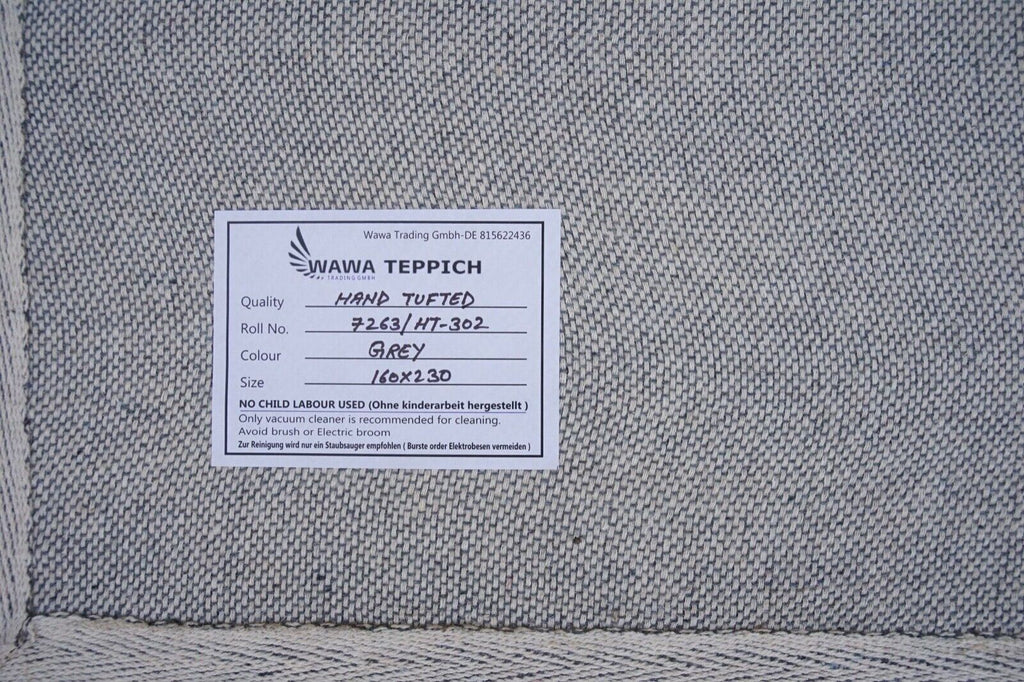 Wawa Trading Gmbh-DE 815622436
WAWA TEPPICH
TRADING GMBH
Quality HAND TUFTED
Roll No. 7263/HT-302
Colour GREY
Size 160x230
NO CHILD LABOUR USED (Ohne kinderarbeit hergestellt )
Only vacuum cleaner is recommended for cleaning.
Avoid brush or Electric broom
Zur Reinigung wird nur ein Staubsauger empfohlen ( Burste order Elektrobesen vermeiden )